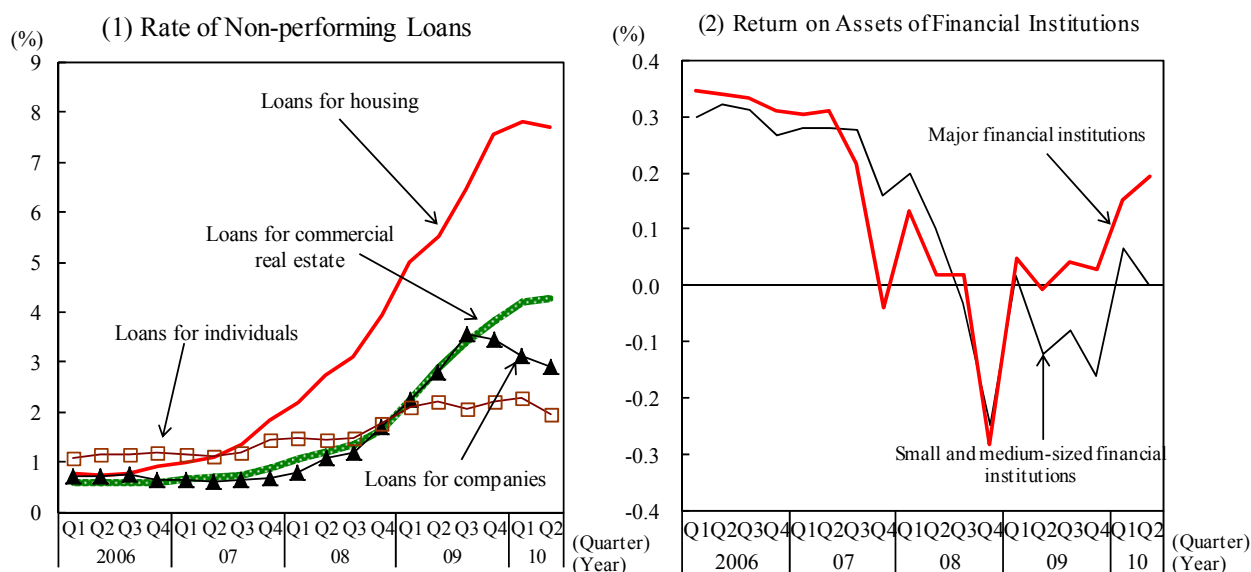 (1) Rate of Non-performing Loans
(%)
9
8
7
6
5
4
3
2
1
0
Loans for housing
Loans for commercial
real estate
Loans for individuals
Loans for companies
Q1 Q2 Q3 Q4 Q1 Q2 Q3 Q4 Q1 Q2 Q3 Q4 Q1 Q2 Q3 Q4 Q1 Q2
(Quarter)
2006 07 08 09 10
(Year)
(2) Return on Assets of Financial Institutions
(%)
0.4
0.3
0.2
0.1
0.0
-0.1
-0.2
-0.3
-0.4
Major financial
institutions
Small and medium-sized financial
institutions
Q1Q2Q3Q4Q1Q2Q3Q4Q1Q2Q3Q4Q1Q2Q3Q4Q1Q2
(Quarter)
2006 07 08 09 10
(Year)